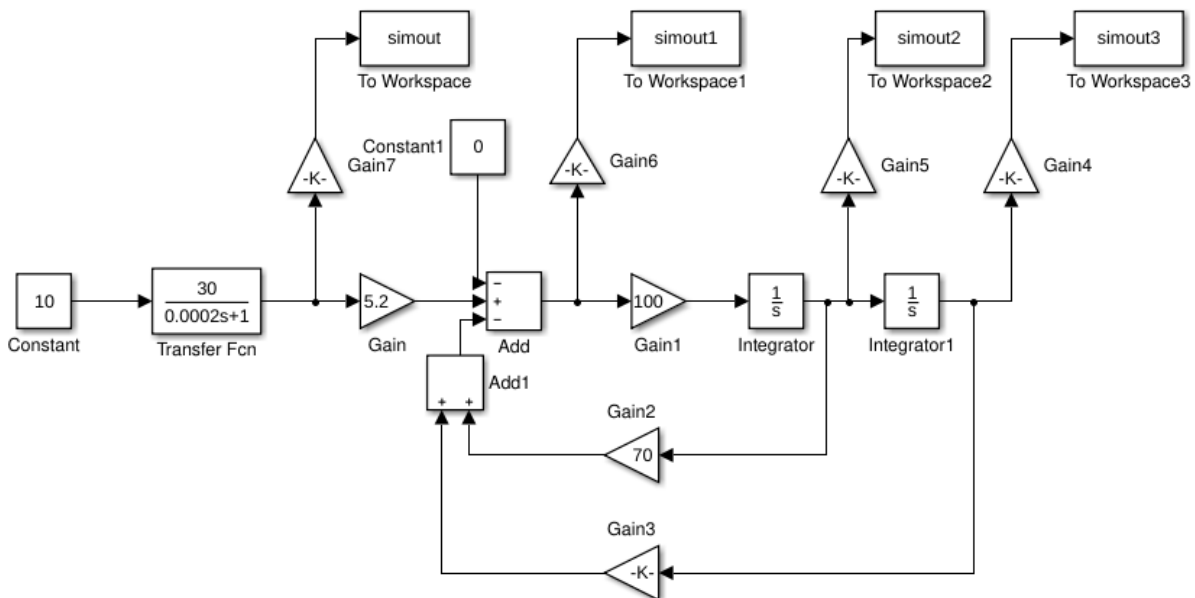 simout
To Workspace
simout1
To Workspace1
simout2
To Workspace2
simout3
To Workspace3
Constant1
0
-K-
Gain7
-K-
Gain6
-K-
Gain5
-K-
Gain4
10
Constant
30
0.0002s+1
Transfer Fcn
5.2
Gain
−
+
−
Add
100
Gain1
1
s
Integrator
1
s
Integrator1
+ +
Add1
Gain2
70
Gain3
-K-